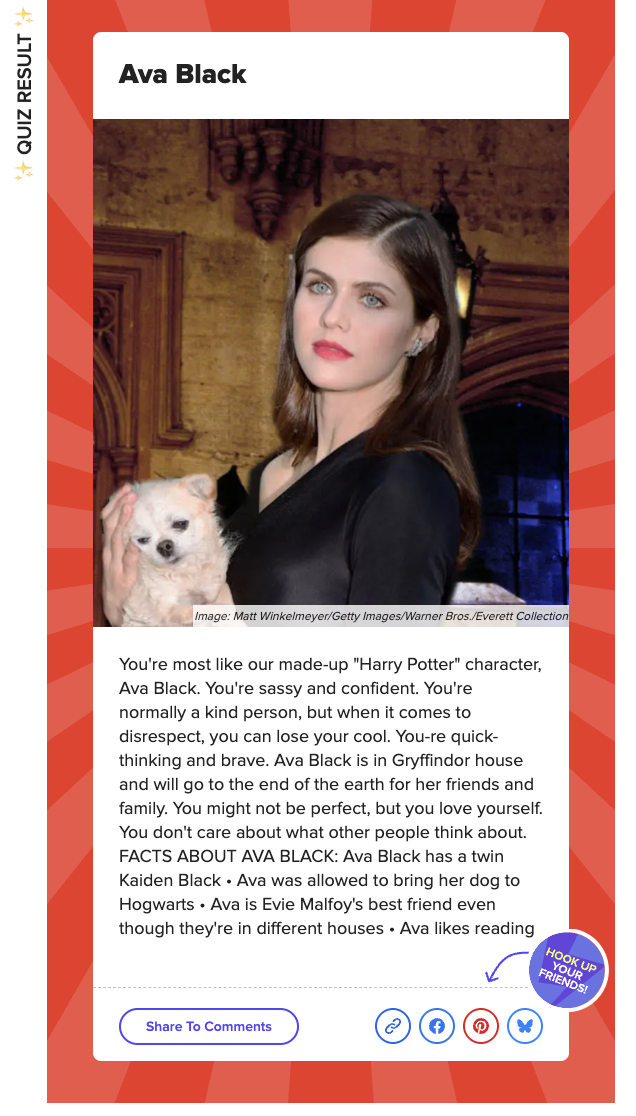 ✨ QUIZ RESULT ✨
Ava Black
Image: Matt Winkelmeyer/Getty Images/Warner Bros./Everett Collection
You're most like our made-up "Harry Potter" character,
Ava Black. You're sassy and confident. You're
normally a kind person, but when it comes to
disrespect, you can lose your cool. You-re quick-
thinking and brave. Ava Black is in Gryffindor house
and will go to the end of the earth for her friends and
family. You might not be perfect, but you love yourself.
You don't care about what other people think about.
FACTS ABOUT AVA BLACK: Ava Black has a twin
Kaiden Black • Ava was allowed to bring her dog to
Hogwarts • Ava is Evie Malfoy's best friend even
though they're in different houses • Ava likes reading
HOOK UP
YOUR
FRIENDS!
Share To Comments